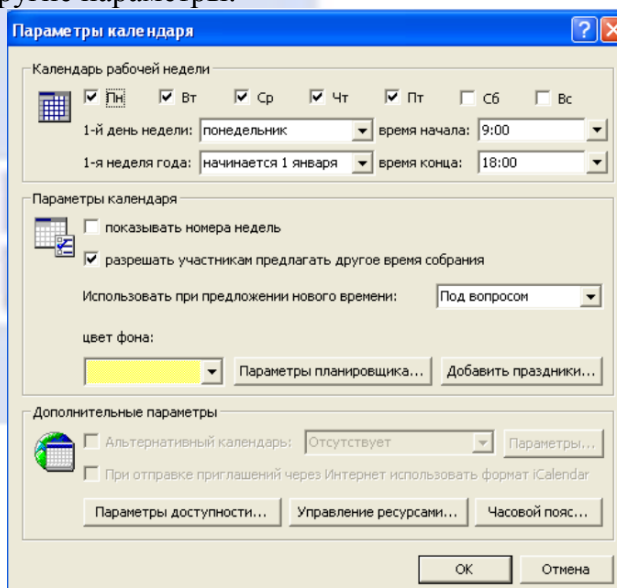 другие параметры.
Параметры календаря
Календарь рабочей недели
Пн Вт Ср Чт Пт Сб Вс
1-й день недели: понедельник время начала: 9:00
1-я неделя года: начинается 1 января время конца: 18:00
Параметры календаря
показывать номера недель
разрешать участникам предлагать другое время собрания
Использовать при предложении нового времени: Под вопросом
цвет фона:
Параметры планировщика... Добавить праздники...
Дополнительные параметры
Альтернативный календарь: Отсутствует Параметры...
При отправке приглашений через Интернет использовать формат iCalendar
Параметры доступности... Управление ресурсами... Часовой пояс...
ОК Отмена